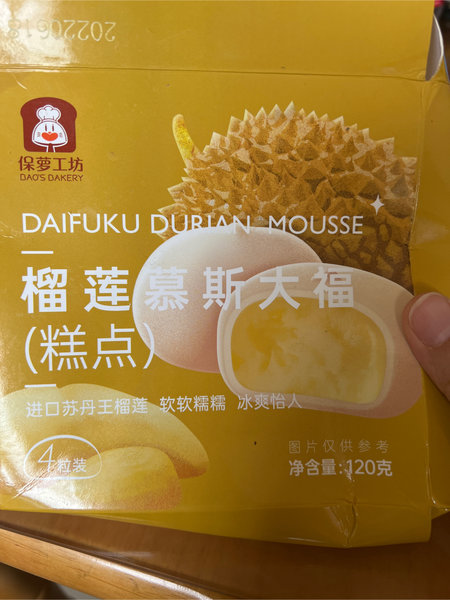 20220618
保萝工坊
DAO'S BAKERY
DAIFUKU DURIAN MOUSSE
榴莲慕斯大福
(糕点)
进口苏丹王榴莲 软软糯糯 冰爽怡人
4粒装
图片仅供参考
净含量:120克